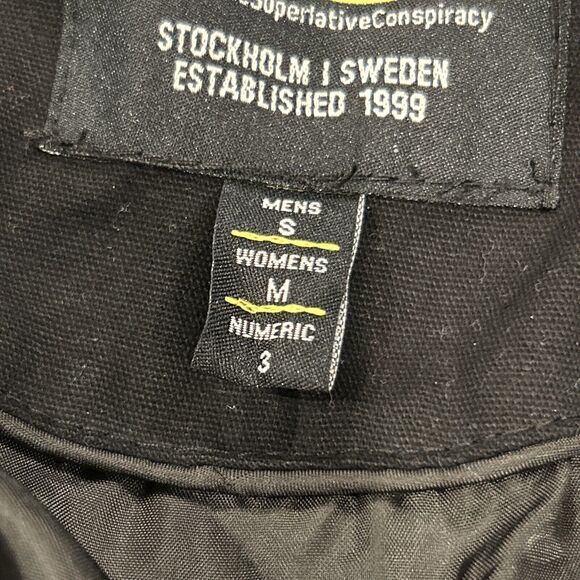 SuperlativeConspiracy
STOCKHOLM | SWEDEN
ESTABLISHED 1999
MENS
S
WOMENS
M
NUMERIC
3